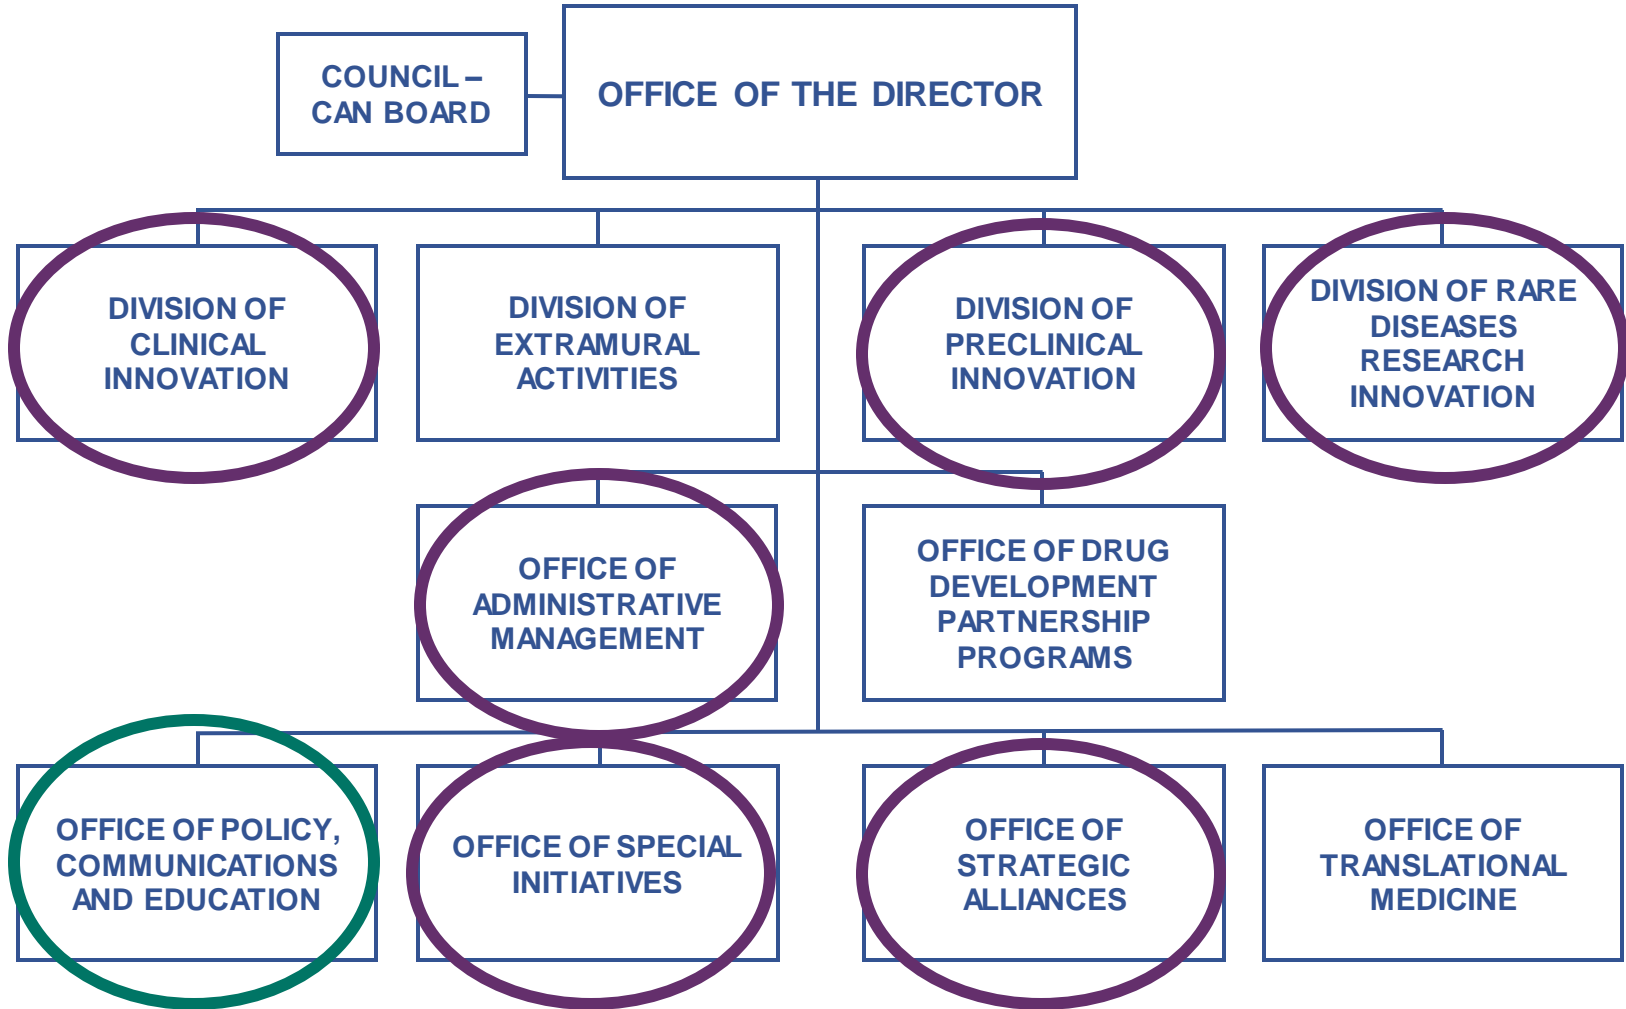 COUNCIL –
CAN BOARD
OFFICE OF THE DIRECTOR
DIVISION OF
CLINICAL
INNOVATION
DIVISION OF
EXTRAMURAL
ACTIVITIES
DIVISION OF
PRECLINICAL
INNOVATION
DIVISION OF RARE
DISEASES
RESEARCH
INNOVATION
OFFICE OF
ADMINISTRATIVE
MANAGEMENT
OFFICE OF DRUG
DEVELOPMENT
PARTNERSHIP
PROGRAMS
OFFICE OF POLICY,
COMMUNICATIONS
AND EDUCATION
OFFICE OF SPECIAL
INITIATIVES
OFFICE OF
STRATEGIC
ALLIANCES
OFFICE OF
TRANSLATIONAL
MEDICINE